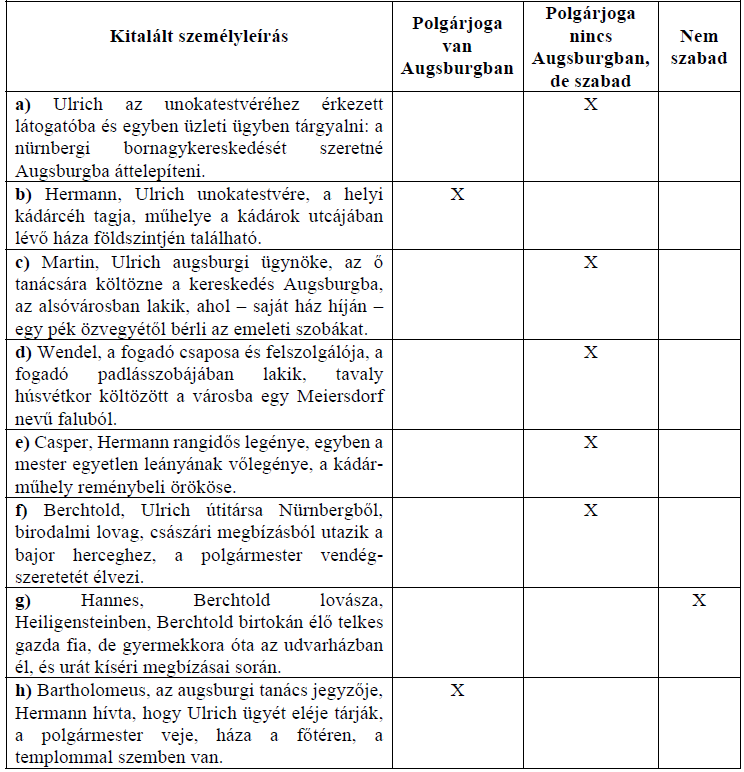 Kitalált személyleírás
Polgárjoga
van
Augsburgban
Polgárjoga
nincs
Augsburgban,
de szabad
Nem
szabad
a) Ulrich az unokatestvéréhez érkezett
látogatóba és egyben üzleti ügyben tárgyalni: a
nürnbergi bornagykereskedését szeretné
Augsburgba áttelepíteni.
X
b) Hermann, Ulrich unokatestvére, a helyi
kádárcéh tagja, műhelye a kádárok utcájában
lévő háza földszintjén található.
X
c) Martin, Ulrich augsburgi ügynöke, az ő
tanácsára költözne a kereskedés Augsburgba,
az alsóvárosban lakik, ahol – saját ház híján –
egy pék özvegyétől bérli az emeleti szobákat.
X
d) Wendel, a fogadó csaposa és felszolgálója, a
fogadó padlásszobájában lakik, tavaly
húsvétkor költözött a városba egy Meiersdorf
nevű faluból.
X
e) Casper, Hermann rangidős legénye, egyben a
mester egyetlen leányának vőlegénye, a kádár-
műhely reménybeli örököse.
X
f) Berchtold, Ulrich útitársa Nürnbergből,
birodalmi lovag, császári megbízásból utazik a
bajor herceghez, a polgármester vendég-
szeretetét élvezi.
X
g) Hannes, Berchtold lovásza,
Heiligensteinben, Berchtold birtokán élő telkes
gazda fia, de gyermekkora óta az udvarházban
él, és urát kíséri megbízásai során.
X
h) Bartholomeus, az augsburgi tanács jegyzője,
Hermann hívta, hogy Ulrich ügyét eléje tárják,
a polgármester veje, háza a főtéren, a
templommal szemben van.
X